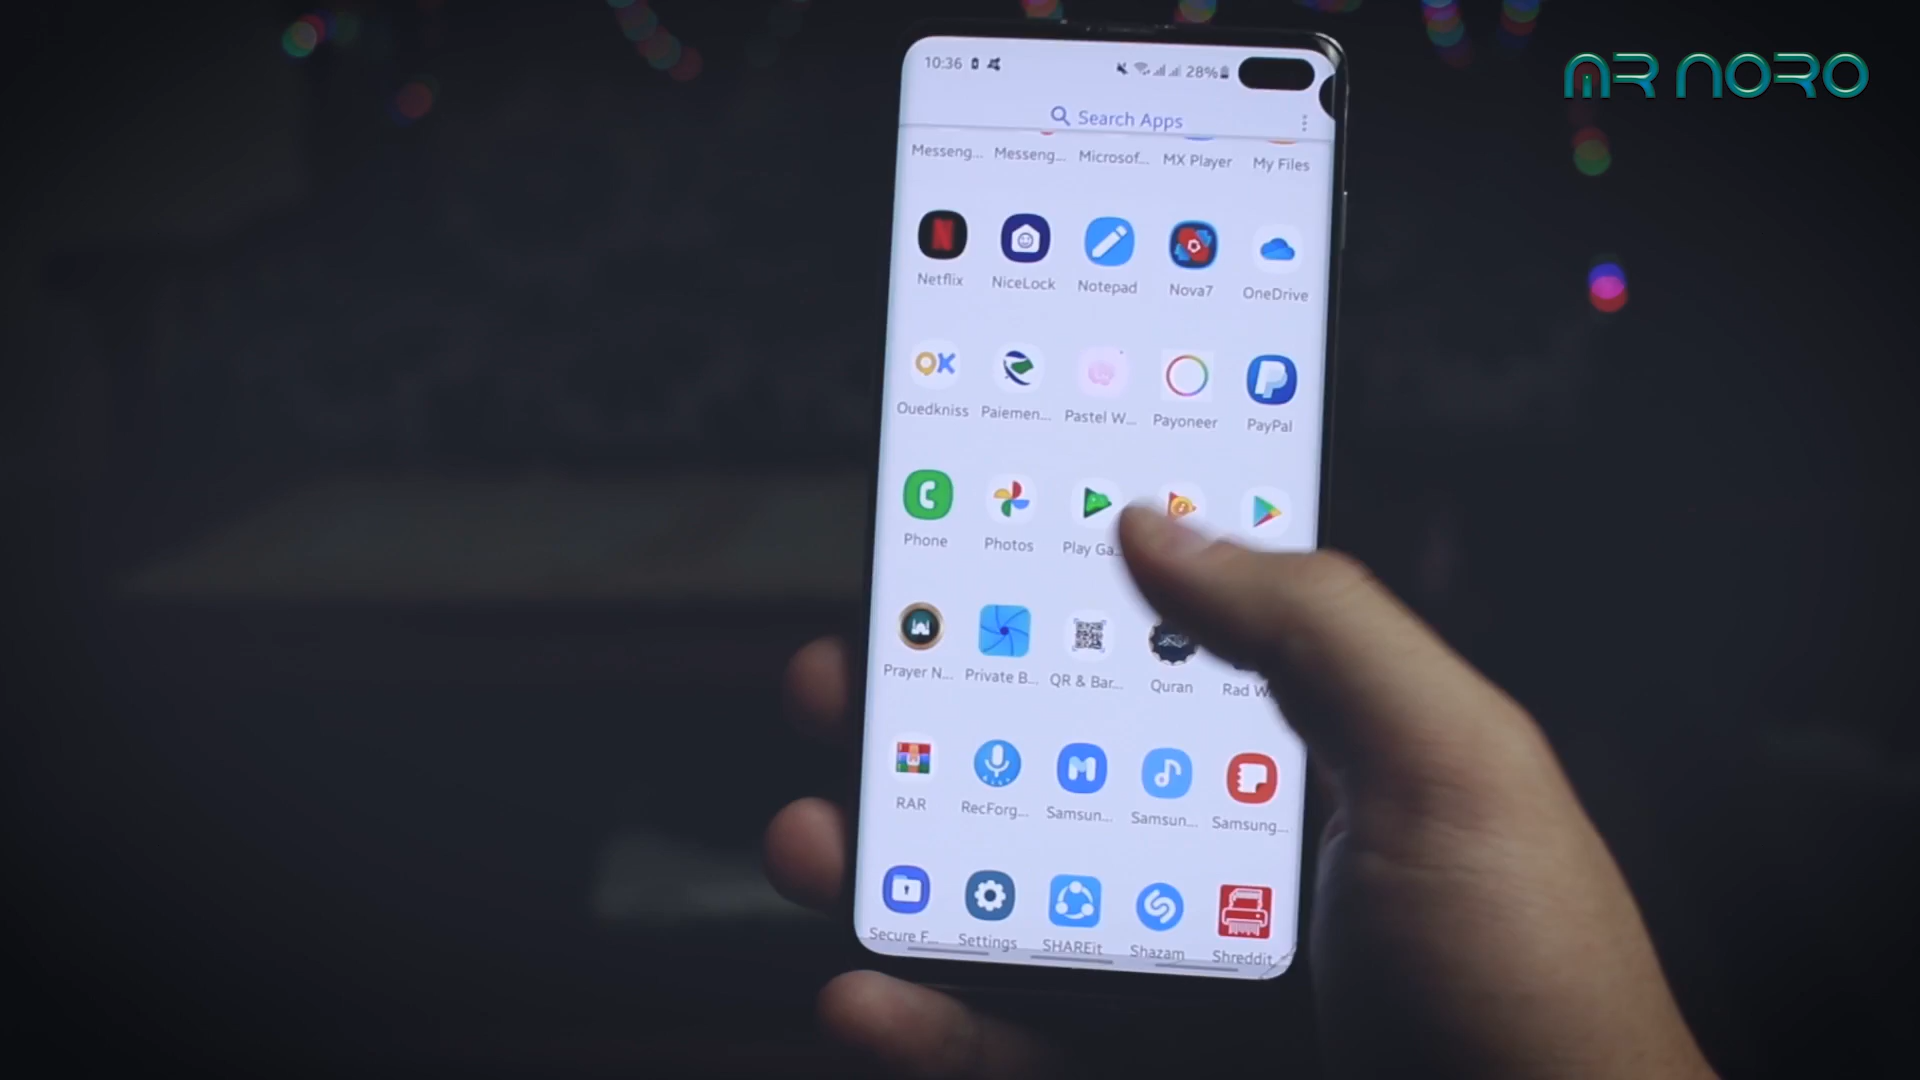 MR NORO
10:36
28%
Search Apps
Messeng... Messeng... Microsof... MX Player My Files
Netflix NiceLock Notepad Nova7 OneDrive
Ouedkniss Paiemen... Pastel W... Payoneer PayPal
Phone Photos Play Ga...
Prayer N... Private B... QR & Bar... Quran Rad W
RAR RecForg... Samsun... Samsun... Samsung...
Secure F... Settings SHAREit Shazam Shreddit